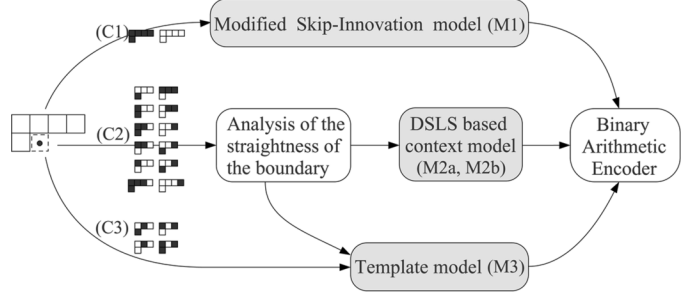 (C1)
Modified Skip-Innovation model (M1)
(C2)
Analysis of the
straightness of
the boundary
DSLS based
context model
(M2a, M2b)
Binary
Arithmetic
Encoder
(C3)
Template model (M3)